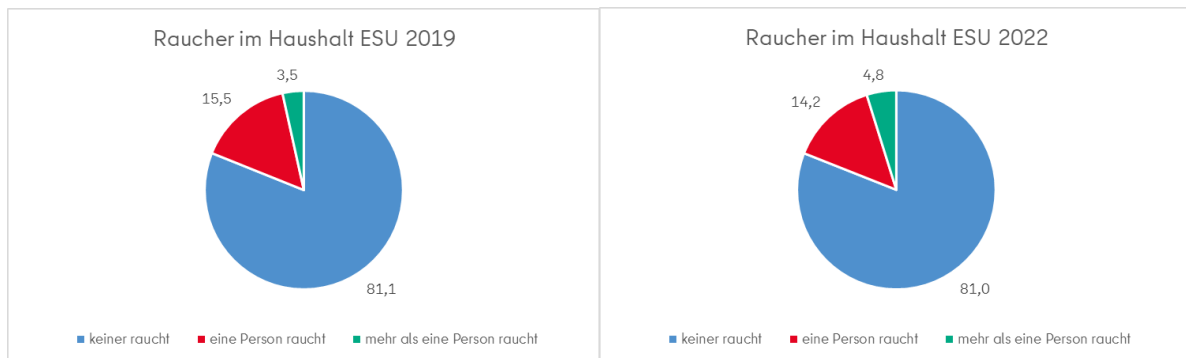 Raucher im Haushalt ESU 2019
3,5
15,5
81,1
keiner raucht eine Person raucht mehr als eine Person raucht
Raucher im Haushalt ESU 2022
4,8
14,2
81,0
keiner raucht eine Person raucht mehr als eine Person raucht